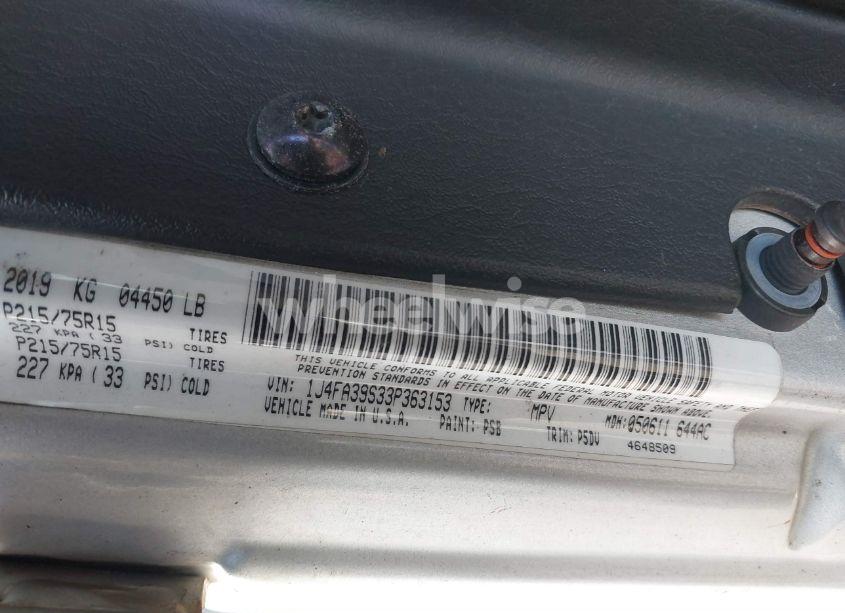 wheelwise
2019 KG 04450 LB
P215/75R15 TIRES
227 KPA ( 33 PSI) COLD
P215/75R15 TIRES
227 KPA ( 33 PSI) COLD
THIS VEHICLE CONFORMS TO ALL APPLICABLE FEDERAL MOTOR VEHICLE SAFETY AND THEFT
PREVENTION STANDARDS IN EFFECT ON THE DATE OF MANUFACTURE SHOWN ABOVE.
VIN: 1J4FA39S33P363153 TYPE: MPV MDH: 050611 644AC
VEHICLE MADE IN U.S.A. PAINT: PSB TRIM: P5DV 4648509